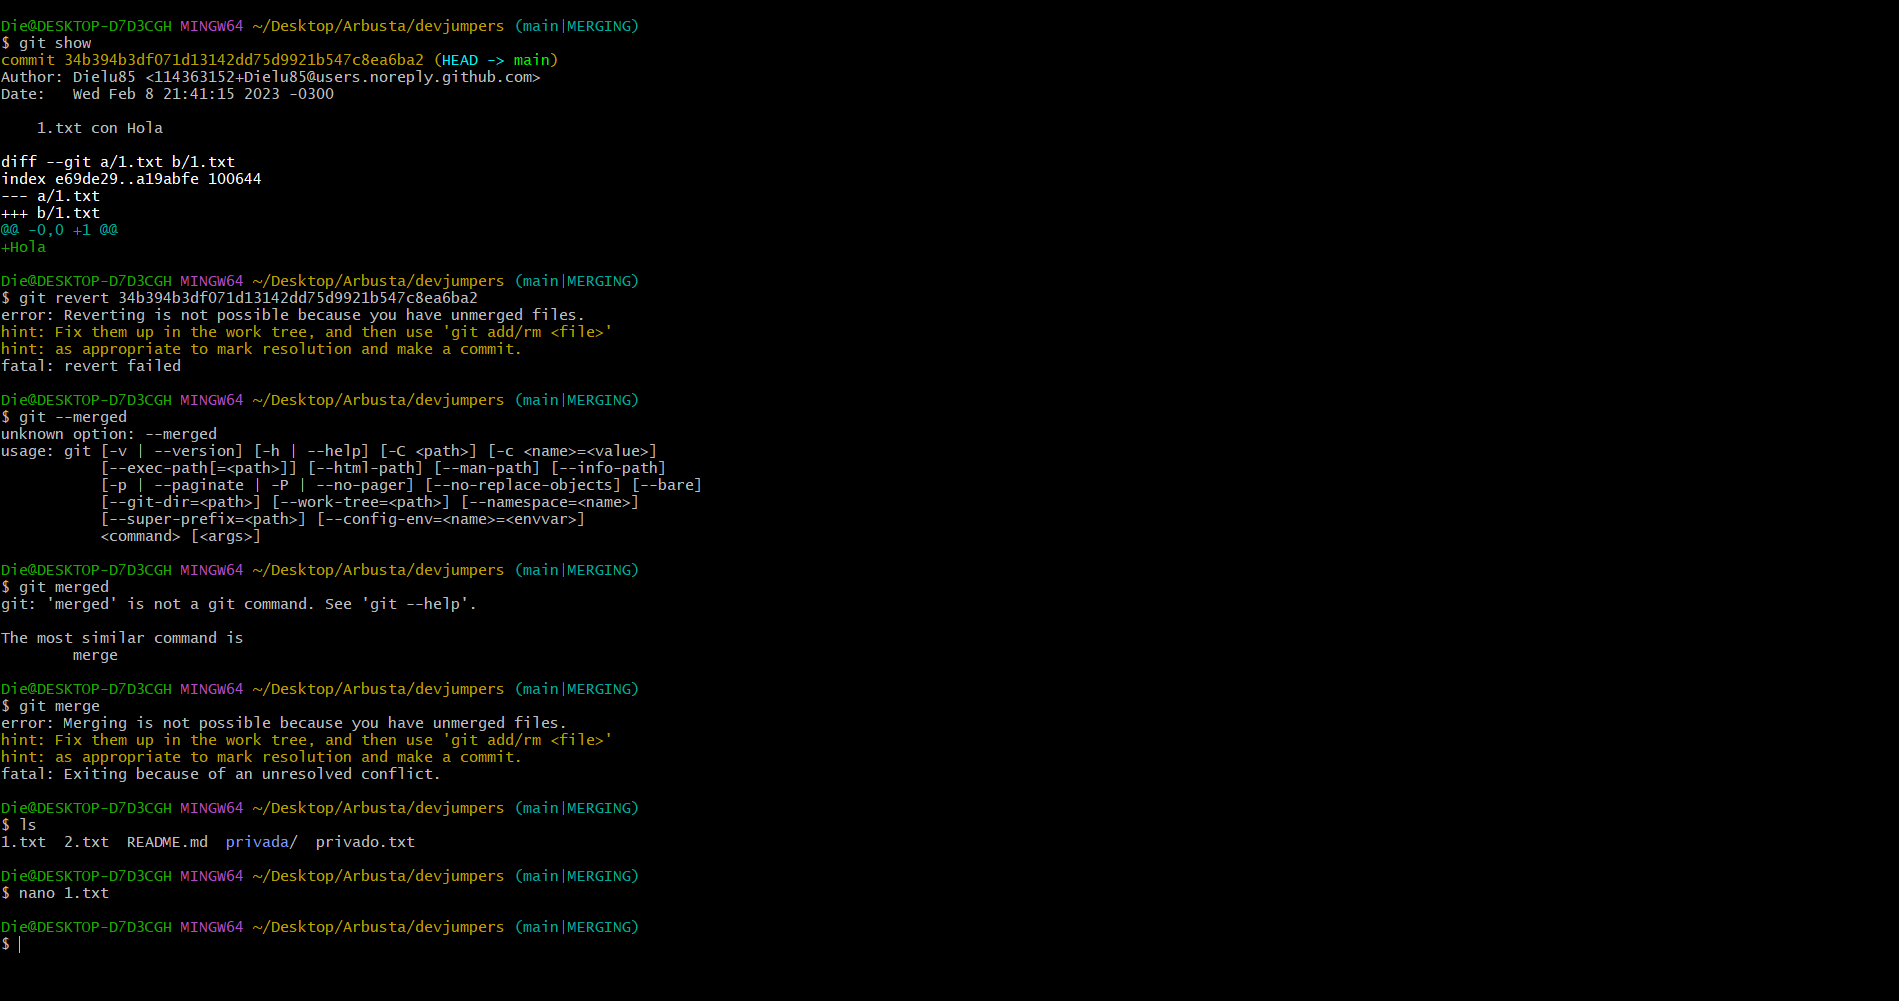 Die@DESKTOP-D7D3CGH MINGW64 ~/Desktop/Arbusta/devjumpers (main|MERGING)
$ git show
commit 34b394b3df071d13142dd75d9921b547c8ea6ba2 (HEAD -> main)
Author: Dielu85 <114363152+Dielu85@users.noreply.github.com>
Date:   Wed Feb 8 21:41:15 2023 -0300

    1.txt con Hola

diff --git a/1.txt b/1.txt
index e69de29..a19abfe 100644
--- a/1.txt
+++ b/1.txt
@@ -0,0 +1 @@
+Hola

Die@DESKTOP-D7D3CGH MINGW64 ~/Desktop/Arbusta/devjumpers (main|MERGING)
$ git revert 34b394b3df071d13142dd75d9921b547c8ea6ba2
error: Reverting is not possible because you have unmerged files.
hint: Fix them up in the work tree, and then use 'git add/rm <file>'
hint: as appropriate to mark resolution and make a commit.
fatal: revert failed

Die@DESKTOP-D7D3CGH MINGW64 ~/Desktop/Arbusta/devjumpers (main|MERGING)
$ git --merged
unknown option: --merged
usage: git [-v | --version] [-h | --help] [-C <path>] [-c <name>=<value>]
           [--exec-path[=<path>]] [--html-path] [--man-path] [--info-path]
           [-p | --paginate | -P | --no-pager] [--no-replace-objects] [--bare]
           [--git-dir=<path>] [--work-tree=<path>] [--namespace=<name>]
           [--super-prefix=<path>] [--config-env=<name>=<envvar>]
           <command> [<args>]

Die@DESKTOP-D7D3CGH MINGW64 ~/Desktop/Arbusta/devjumpers (main|MERGING)
$ git merged
git: 'merged' is not a git command. See 'git --help'.

The most similar command is
        merge

Die@DESKTOP-D7D3CGH MINGW64 ~/Desktop/Arbusta/devjumpers (main|MERGING)
$ git merge
error: Merging is not possible because you have unmerged files.
hint: Fix them up in the work tree, and then use 'git add/rm <file>'
hint: as appropriate to mark resolution and make a commit.
fatal: Exiting because of an unresolved conflict.

Die@DESKTOP-D7D3CGH MINGW64 ~/Desktop/Arbusta/devjumpers (main|MERGING)
$ ls
1.txt  2.txt  README.md  privada/  privado.txt

Die@DESKTOP-D7D3CGH MINGW64 ~/Desktop/Arbusta/devjumpers (main|MERGING)
$ nano 1.txt

Die@DESKTOP-D7D3CGH MINGW64 ~/Desktop/Arbusta/devjumpers (main|MERGING)
$